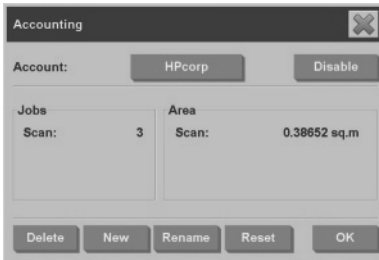 Accounting
Account: HPcorp Disable
Jobs Area
Scan: 3 Scan: 0.38652 sq.m
Delete New Rename Reset OK